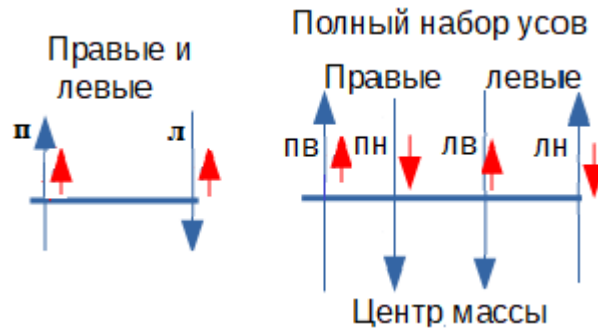 Правые и
левые
п
л
Полный набор усов
Правые левые
пв пн лв лн
Центр массы